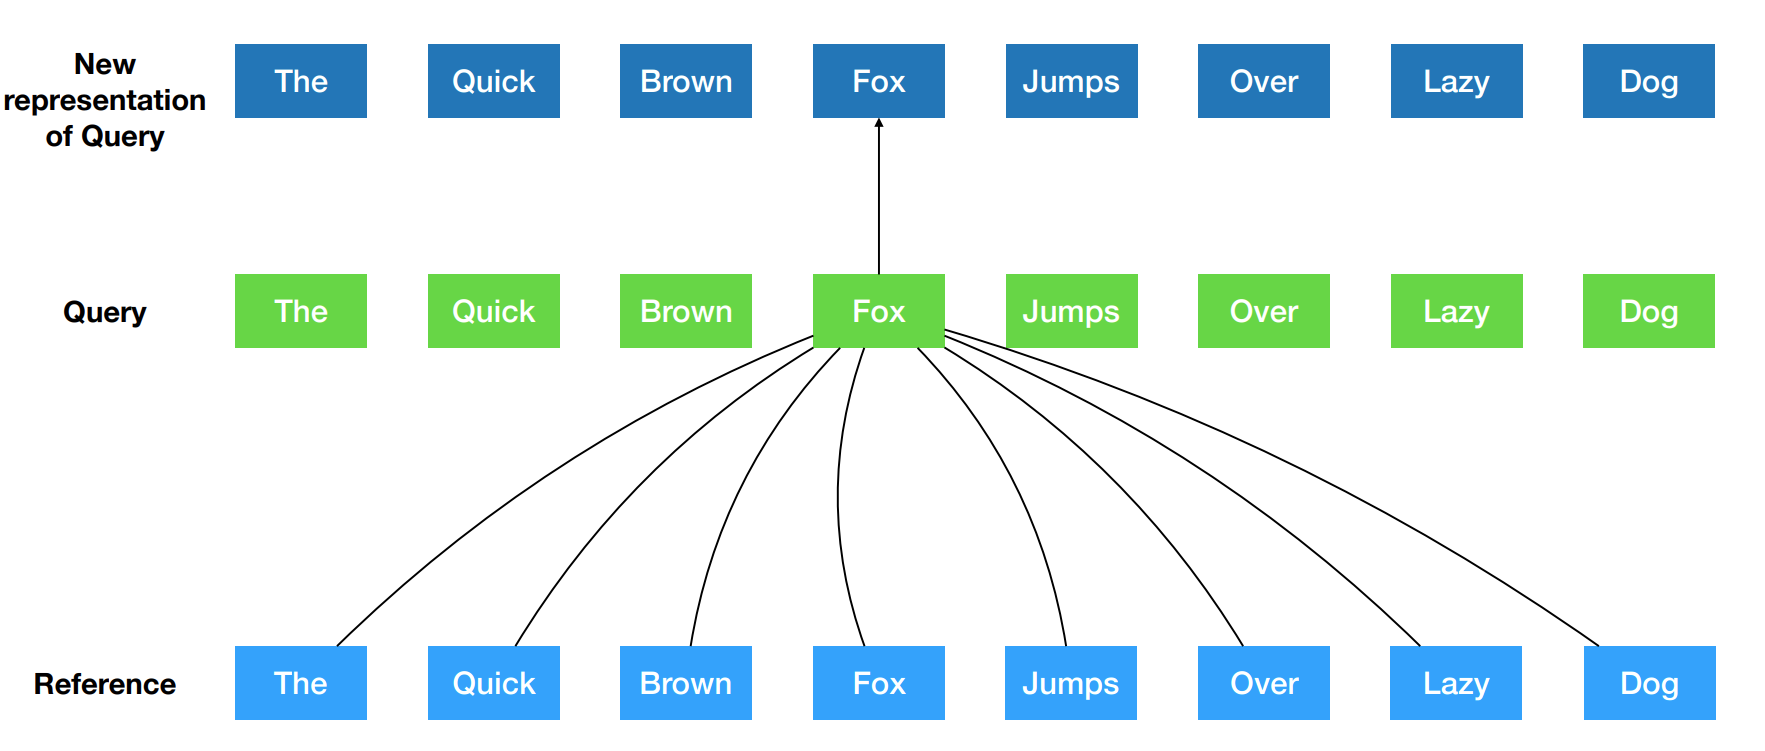 New
representation
of Query
The Quick Brown Fox Jumps Over Lazy Dog
Query
The Quick Brown Fox Jumps Over Lazy Dog
Reference
The Quick Brown Fox Jumps Over Lazy Dog